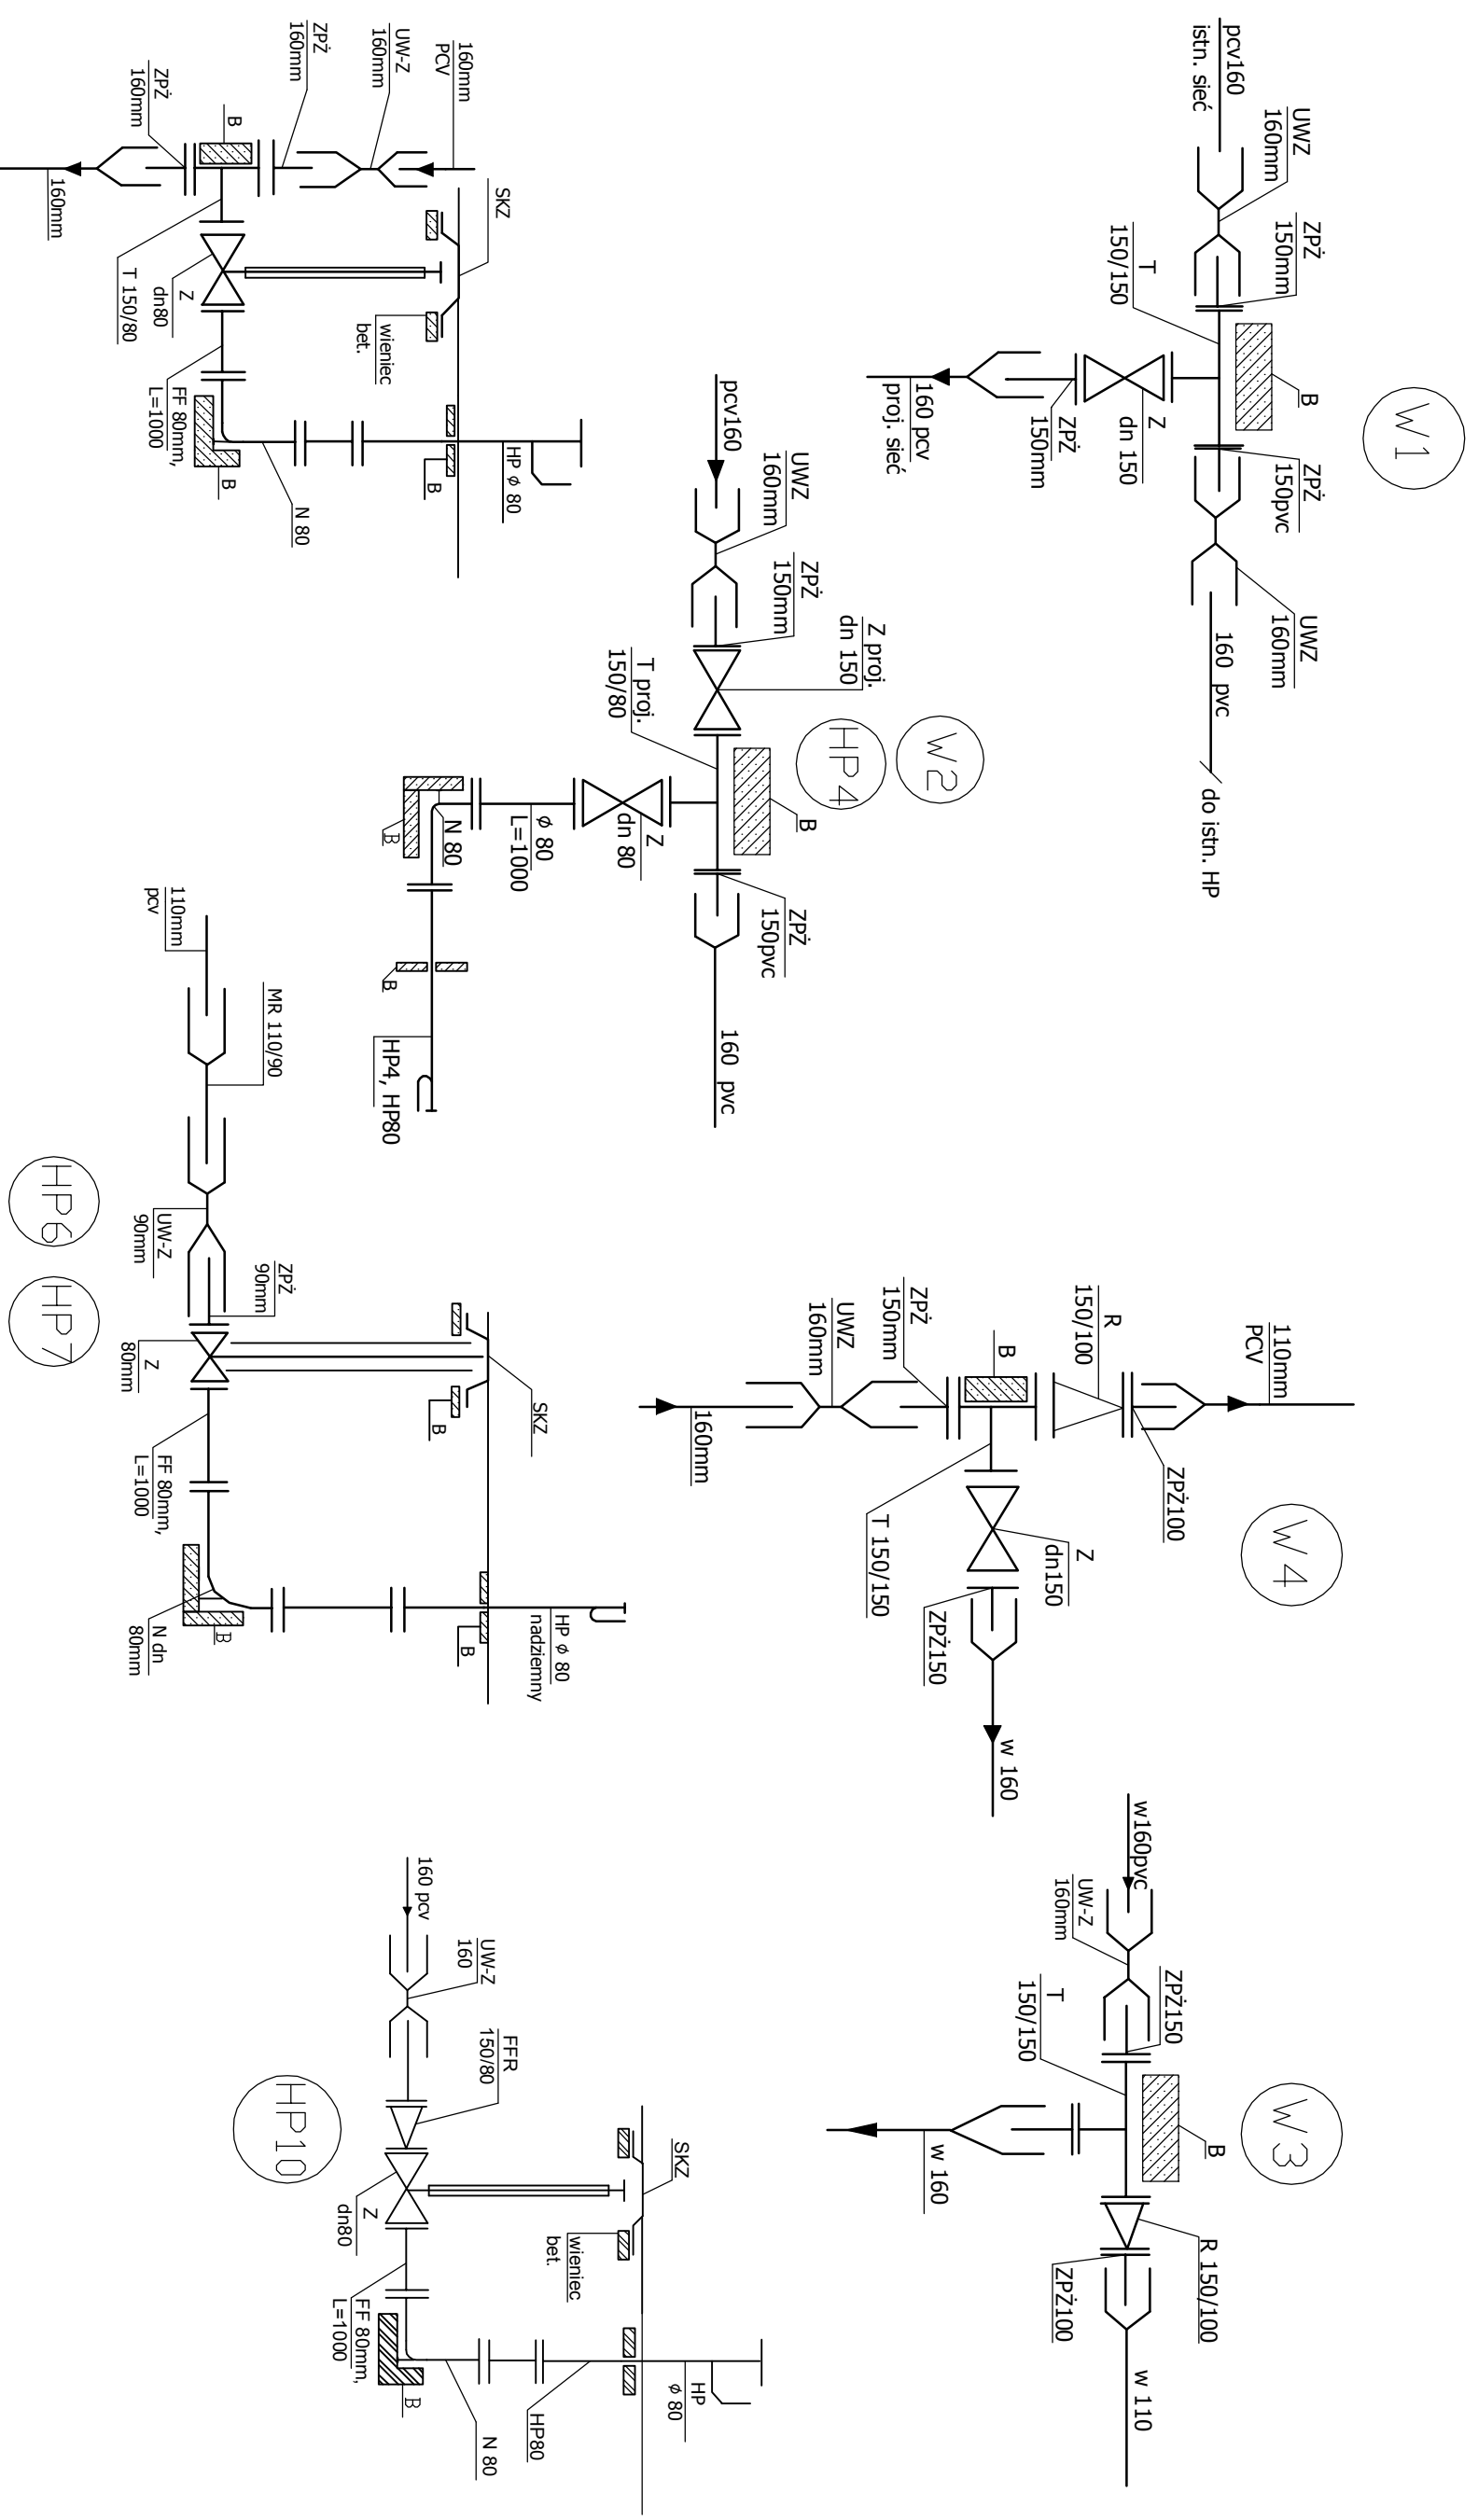 W1
pcv160
istn. sieć
UWZ
160mm
ZPŻ
150mm
T
150/150
B
Z
dn 150
ZPŻ
150mm
160 pcv
proj. sieć
ZPŻ
150pvc
UWZ
160mm
160 pvc
do istn. HP
160mm
PCV
UW-Z
160mm
ZPŻ
160mm
ZPŻ
160mm
B
160mm
SKZ
T 150/80
Z
dn80
wieniec
bet.
FF 80mm,
L=1000
B
N 80
B
HP ϕ 80
W2
HP4
pcv160
UWZ
160mm
ZPŻ
150mm
Z proj.
dn 150
T proj.
150/80
B
Z
dn 80
ϕ 80
L=1000
N 80
B
B
HP4, HP80
ZPŻ
150pvc
160 pvc
HP6
HP7
110mm
pcv
MR 110/90
UW-Z
90mm
ZPŻ
90mm
Z
80mm
B
SKZ
FF 80mm,
L=1000
N dn
80mm
B
B
HP ϕ 80
nadziemny
W4
110mm
PCV
R
150/100
ZPŻ100
B
ZPŻ
150mm
UWZ
160mm
160mm
T 150/150
Z
dn150
ZPŻ150
w 160
W3
w160pvc
UW-Z
160mm
ZPŻ150
T
150/150
B
w 160
R 150/100
ZPŻ100
w 110
HP10
160 pcv
UW-Z
160
FFR
150/80
Z
dn80
SKZ
wieniec
bet.
FF 80mm,
L=1000
B
N 80
HP80
HP
ϕ 80